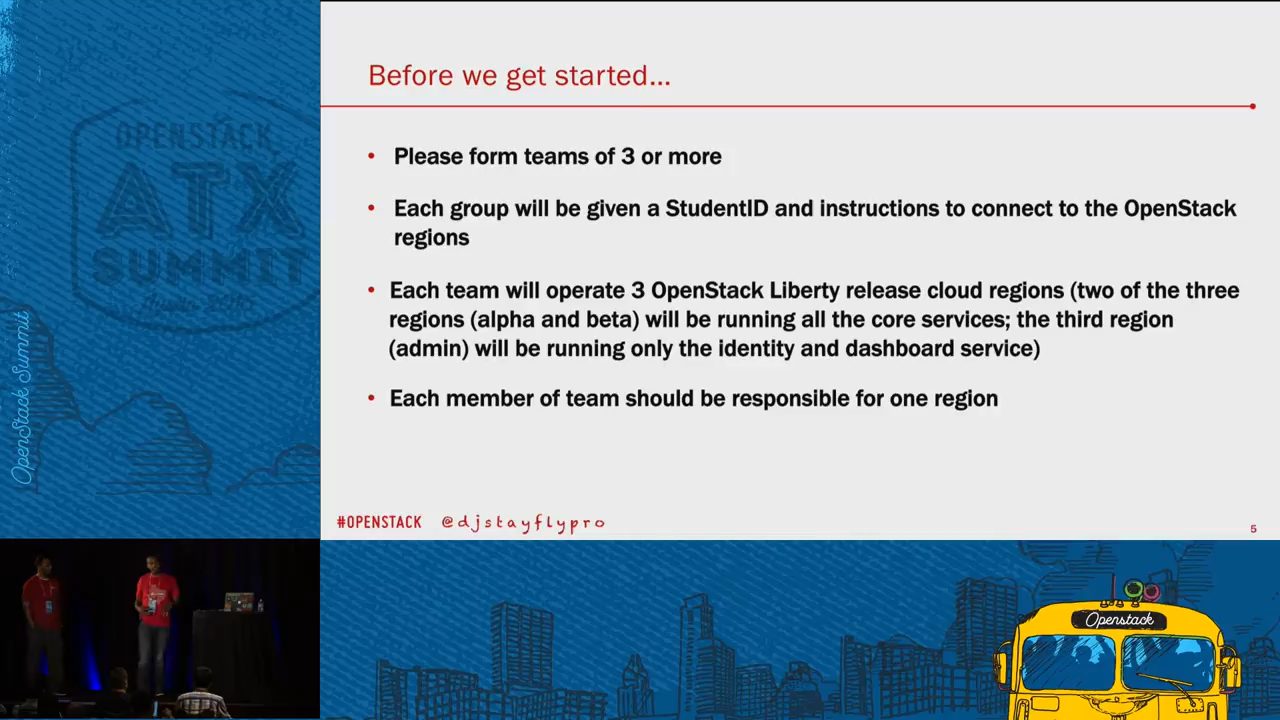 OPENSTACK
ATX
SUMMIT
OpenStack Summit
Before we get started...
• Please form teams of 3 or more
• Each group will be given a StudentID and instructions to connect to the OpenStack
regions
• Each team will operate 3 OpenStack Liberty release cloud regions (two of the three
regions (alpha and beta) will be running all the core services; the third region
(admin) will be running only the identity and dashboard service)
• Each member of team should be responsible for one region
#OPENSTACK @djstayflypro
5
Openstack